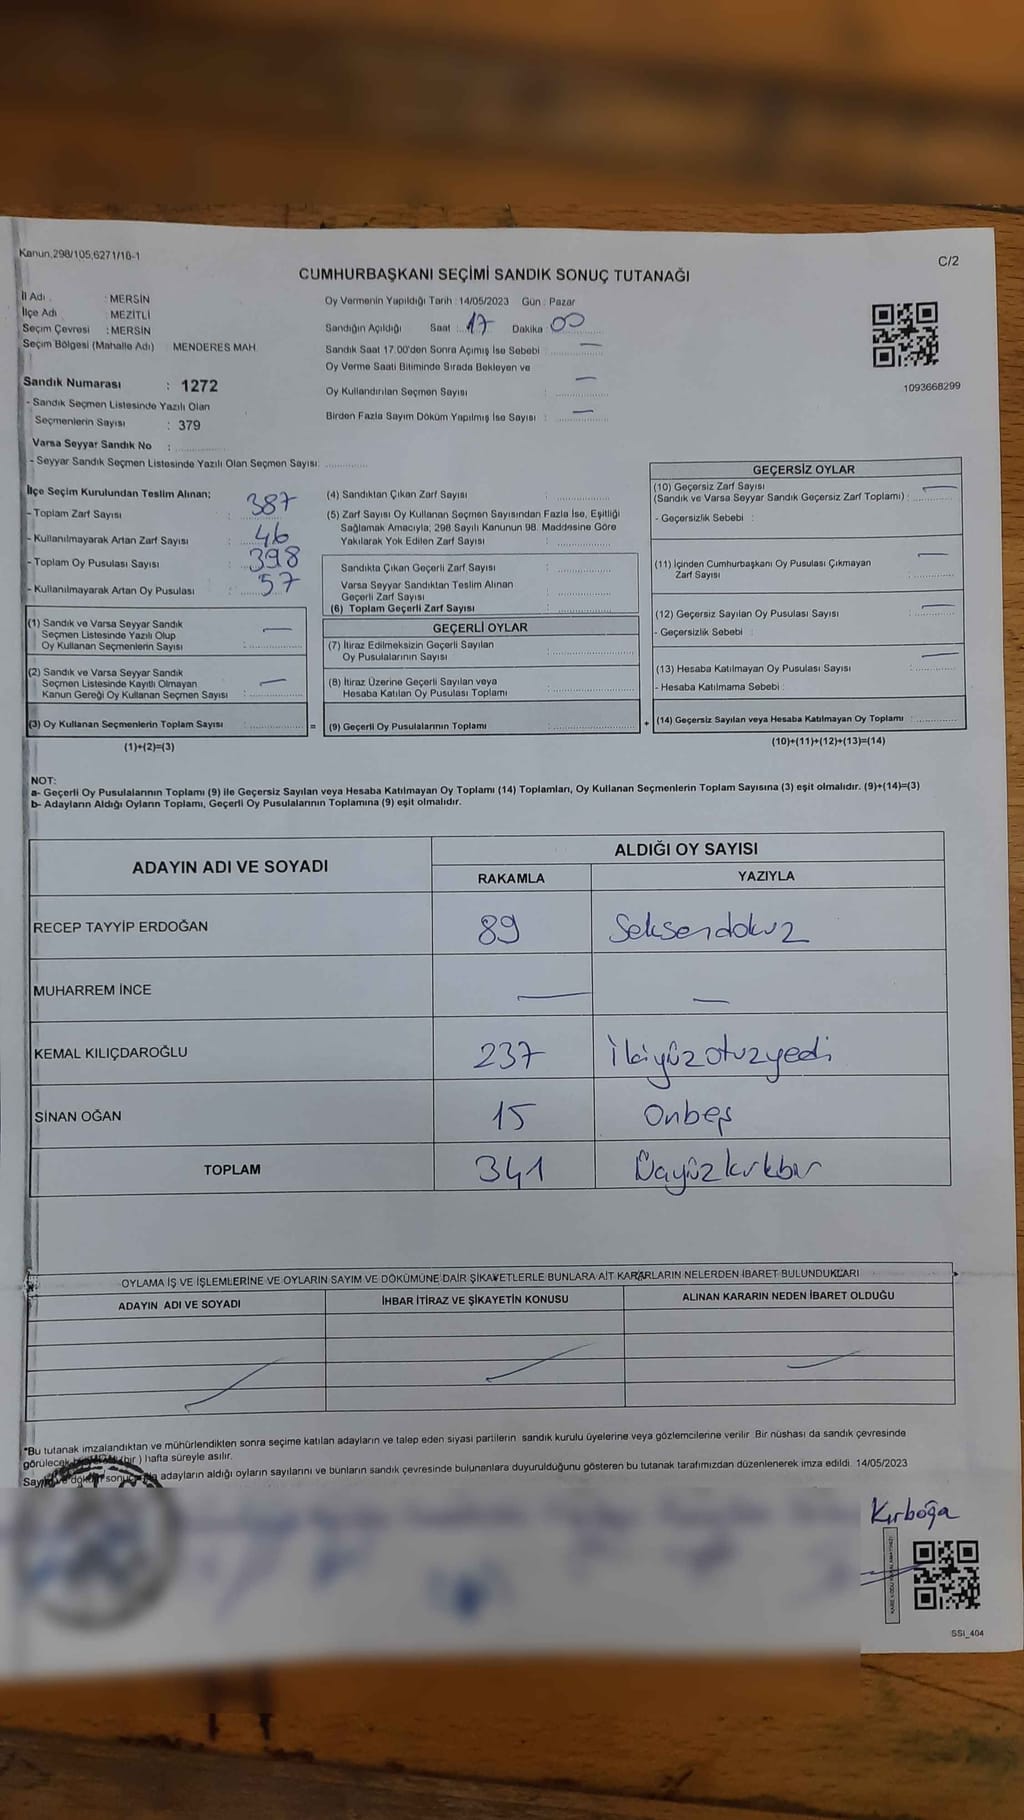 Kanun.298/105;6271/16-1
C/2
CUMHURBAŞKANI SEÇİMİ SANDIK SONUÇ TUTANAĞI
İl Adı : MERSİN
İlçe Adı : MEZİTLİ
Seçim Çevresi : MERSİN
Seçim Bölgesi (Mahalle Adı) : MENDERES MAH.
Oy Vermenin Yapıldığı Tarih : 14/05/2023 Gün : Pazar
Sandığın Açıldığı Saat : 17 Dakika 00
Sandık Saat 17.00'den Sonra Açımış İse Sebebi : —
Oy Verme Saati Bitiminde Sırada Bekleyen ve
Oy Kullandırılan Seçmen Sayısı : —
Birden Fazla Sayım Döküm Yapılmış İse Sayısı : —
1093668299
Sandık Numarası : 1272
- Sandık Seçmen Listesinde Yazılı Olan
Seçmenlerin Sayısı : 379
Varsa Seyyar Sandık No :
- Seyyar Sandık Seçmen Listesinde Yazılı Olan Seçmen Sayısı:
İlçe Seçim Kurulundan Teslim Alınan;
- Toplam Zarf Sayısı : 387
- Kullanılmayarak Artan Zarf Sayısı : 46
- Toplam Oy Pusulası Sayısı : 398
- Kullanılmayarak Artan Oy Pusulası : 57
(1) Sandık ve Varsa Seyyar Sandık
Seçmen Listesinde Yazılı Olup
Oy Kullanan Seçmenlerin Sayısı : —
(2) Sandık ve Varsa Seyyar Sandık
Seçmen Listesinde Kayıtlı Olmayan
Kanun Gereği Oy Kullanan Seçmen Sayısı : —
(3) Oy Kullanan Seçmenlerin Toplam Sayısı : =
(1)+(2)=(3)
(4) Sandıktan Çıkan Zarf Sayısı :
(5) Zarf Sayısı Oy Kullanan Seçmen Sayısından Fazla İse, Eşitliği
Sağlamak Amacıyla; 298 Sayılı Kanunun 98. Maddesine Göre
Yakılarak Yok Edilen Zarf Sayısı :
Sandıkta Çıkan Geçerli Zarf Sayısı :
Varsa Seyyar Sandıktan Teslim Alınan
Geçerli Zarf Sayısı :
(6) Toplam Geçerli Zarf Sayısı :
GEÇERLİ OYLAR
(7) İtiraz Edilmeksizin Geçerli Sayılan
Oy Pusulalarının Sayısı :
(8) İtiraz Üzerine Geçerli Sayılan veya
Hesaba Katılan Oy Pusulası Toplamı :
(9) Geçerli Oy Pusulalarının Toplamı : +
GEÇERSİZ OYLAR
(10) Geçersiz Zarf Sayısı
(Sandık ve Varsa Seyyar Sandık Geçersiz Zarf Toplamı) : —
- Geçersizlik Sebebi :
(11) İçinden Cumhurbaşkanı Oy Pusulası Çıkmayan
Zarf Sayısı : —
(12) Geçersiz Sayılan Oy Pusulası Sayısı : —
- Geçersizlik Sebebi :
(13) Hesaba Katılmayan Oy Pusulası Sayısı : —
- Hesaba Katılmama Sebebi :
(14) Geçersiz Sayılan veya Hesaba Katılmayan Oy Toplamı :
(10)+(11)+(12)+(13)=(14)
NOT:
a- Geçerli Oy Pusulalarının Toplamı (9) ile Geçersiz Sayılan veya Hesaba Katılmayan Oy Toplamı (14) Toplamları, Oy Kullanan Seçmenlerin Toplam Sayısına (3) eşit olmalıdır. (9)+(14)=(3)
b- Adayların Aldığı Oyların Toplamı, Geçerli Oy Pusulalarının Toplamına (9) eşit olmalıdır.
ADAYIN ADI VE SOYADI
ALDIĞI OY SAYISI
RAKAMLA YAZIYLA
RECEP TAYYİP ERDOĞAN 89 Seksendokuz
MUHARREM İNCE — —
KEMAL KILIÇDAROĞLU 237 İkiyüzotuzyedi
SİNAN OĞAN 15 Onbeş
TOPLAM 341 Üçyüzkırkbir
OYLAMA İŞ VE İŞLEMLERİNE VE OYLARIN SAYIM VE DÖKÜMÜNE DAİR ŞİKAYETLERLE BUNLARA AİT KARARLARIN NELERDEN İBARET BULUNDUKLARI
ADAYIN ADI VE SOYADI İHBAR İTİRAZ VE ŞİKAYETİN KONUSU ALINAN KARARIN NEDEN İBARET OLDUĞU
*Bu tutanak imzalandıktan ve mühürlendikten sonra seçime katılan adayların ve talep eden siyasi partilerin sandık kurulu üyelerine veya gözlemcilerine verilir. Bir nüshası da sandık çevresinde
görülecek bir yere (bir) hafta süreyle asılır.
adayların aldığı oyların sayılarını ve bunların sandık çevresinde bulunanlara duyurulduğunu gösteren bu tutanak tarafımızdan düzenlenerek imza edildi. 14/05/2023
Kırboğa
SSI_404